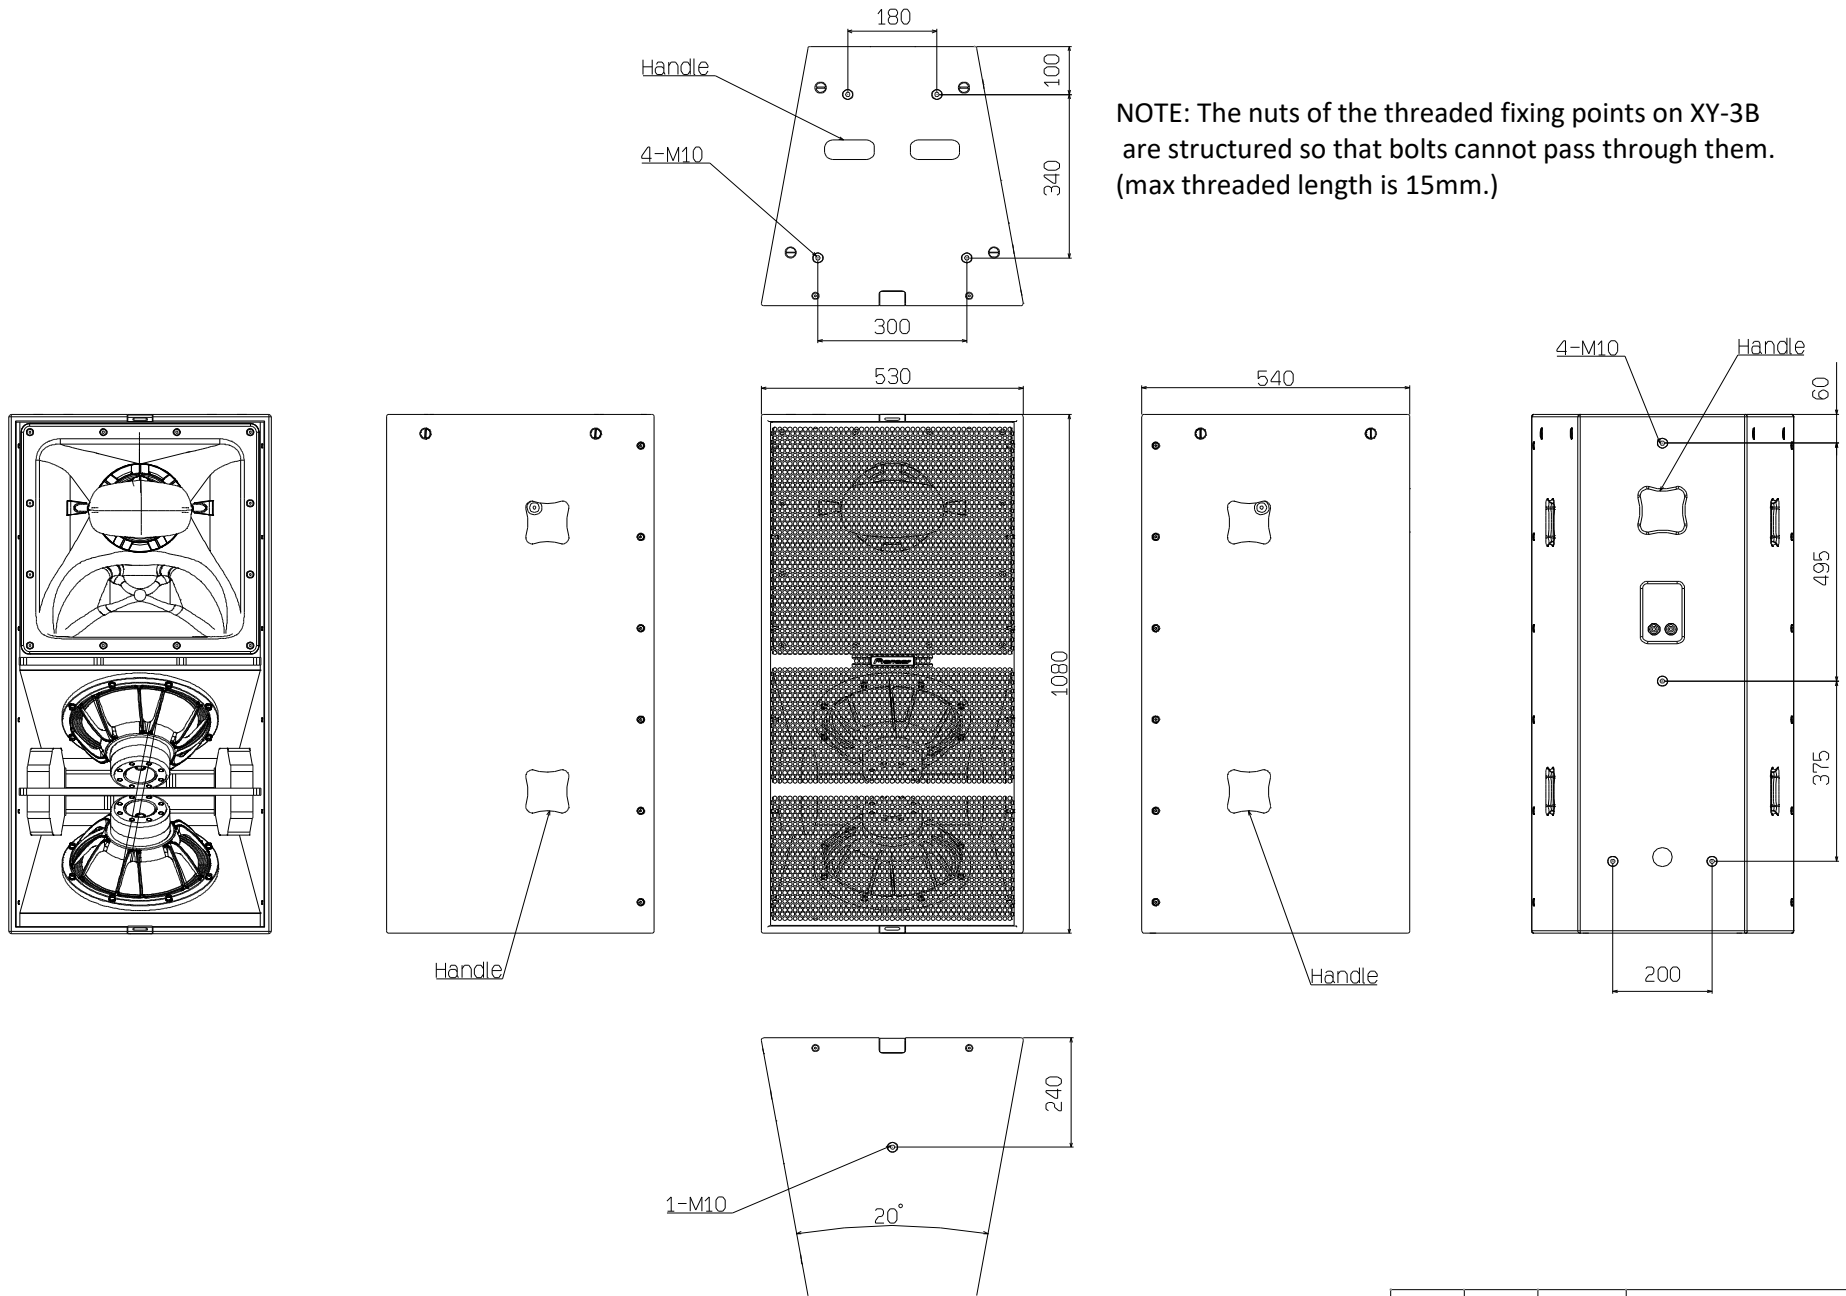 180
Handle
100
NOTE: The nuts of the threaded fixing points on XY-3B
are structured so that bolts cannot pass through them.
(max threaded length is 15mm.)
4-M10
340
300
530
540
4-M10
Handle
60
495
Pioneer
1080
375
Handle
Handle
200
240
1-M10
20°